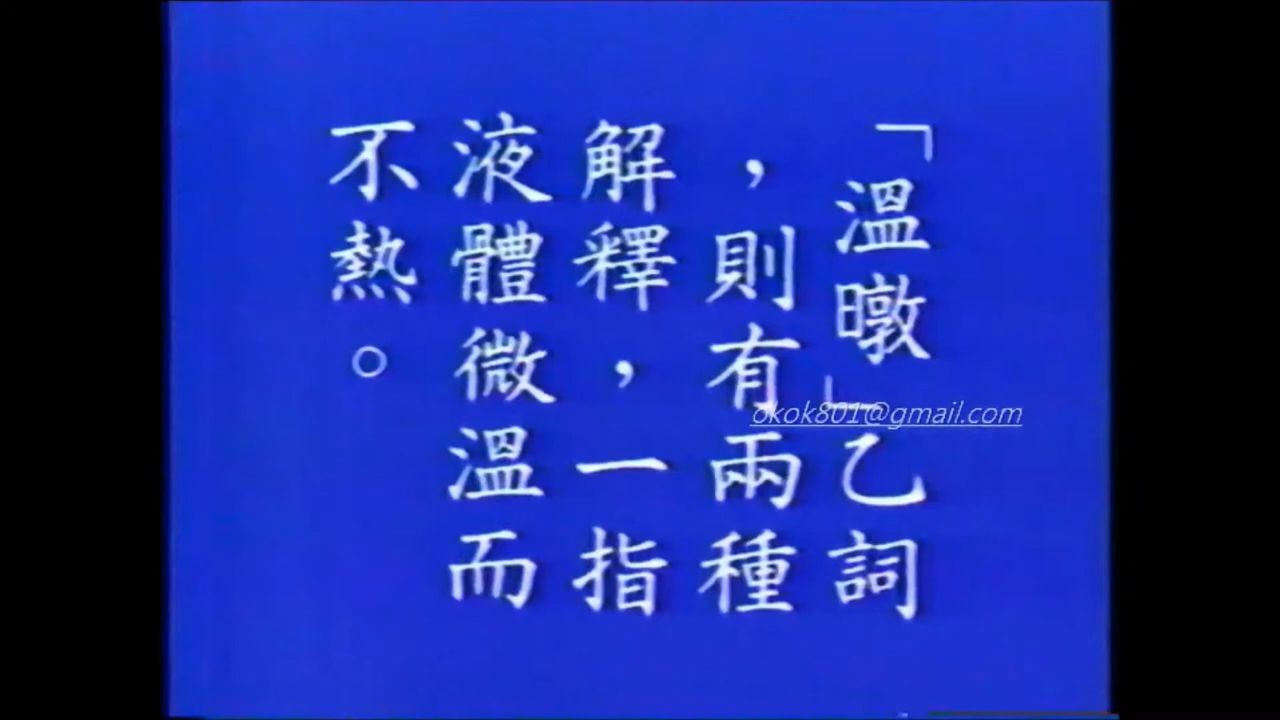 「溫暾」乙詞
，則有兩種
解釋，一指
液體微溫而
不熱。
okok801@gmail.com